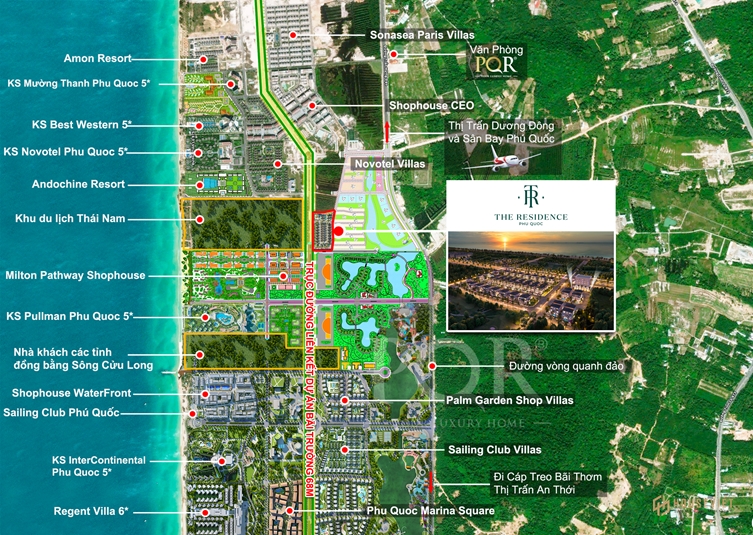 Sonasea Paris Villas
Văn Phòng
PQR
Amon Resort
KS Mường Thanh Phu Quoc 5*
Shophouse CEO
KS Best Western 5*
Thị Trấn Dương Đông
và Sân Bay Phú Quốc
KS Novotel Phu Quoc 5*
Novotel Villas
Andochine Resort
TR
THE RESIDENCE
PHU QUOC
Khu du lịch Thái Nam
Milton Pathway Shophouse
TRỤC ĐƯỜNG LIÊN KẾT DỰ ÁN BÃI TRƯỜNG 68M
KS Pullman Phu Quoc 5*
Nhà khách các tỉnh
đồng bằng Sông Cửu Long
Đường vòng quanh đảo
PQR
LUXURY HOME
Shophouse WaterFront
Palm Garden Shop Villas
Sailing Club Phú Quốc
Sailing Club Villas
KS InterContinental
Phu Quoc 5*
Đi Cáp Treo Bãi Thơm
Thị Trấn An Thới
Regent Villa 6*
Phu Quoc Marina Square